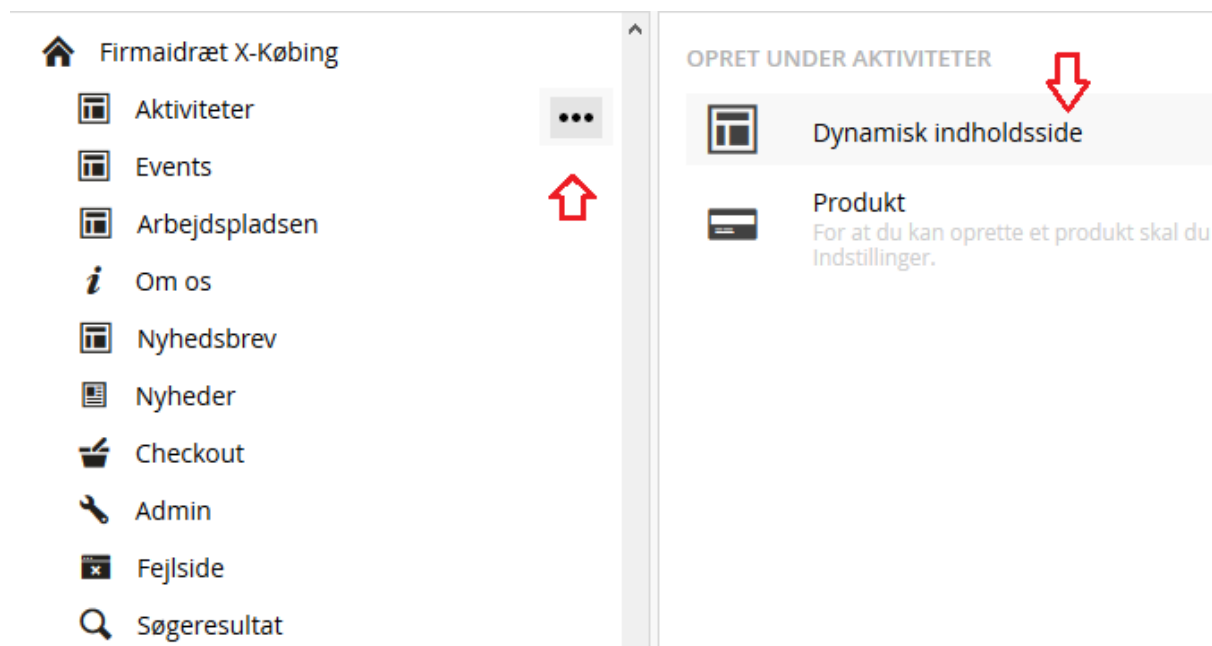 Firmaidræt X-Købing
Aktiviteter
Events
Arbejdspladsen
Om os
Nyhedsbrev
Nyheder
Checkout
Admin
Fejlside
Søgeresultat
OPRET UNDER AKTIVITETER
Dynamisk indholdsside
Produkt
For at du kan oprette et produkt skal du
Indstillinger.